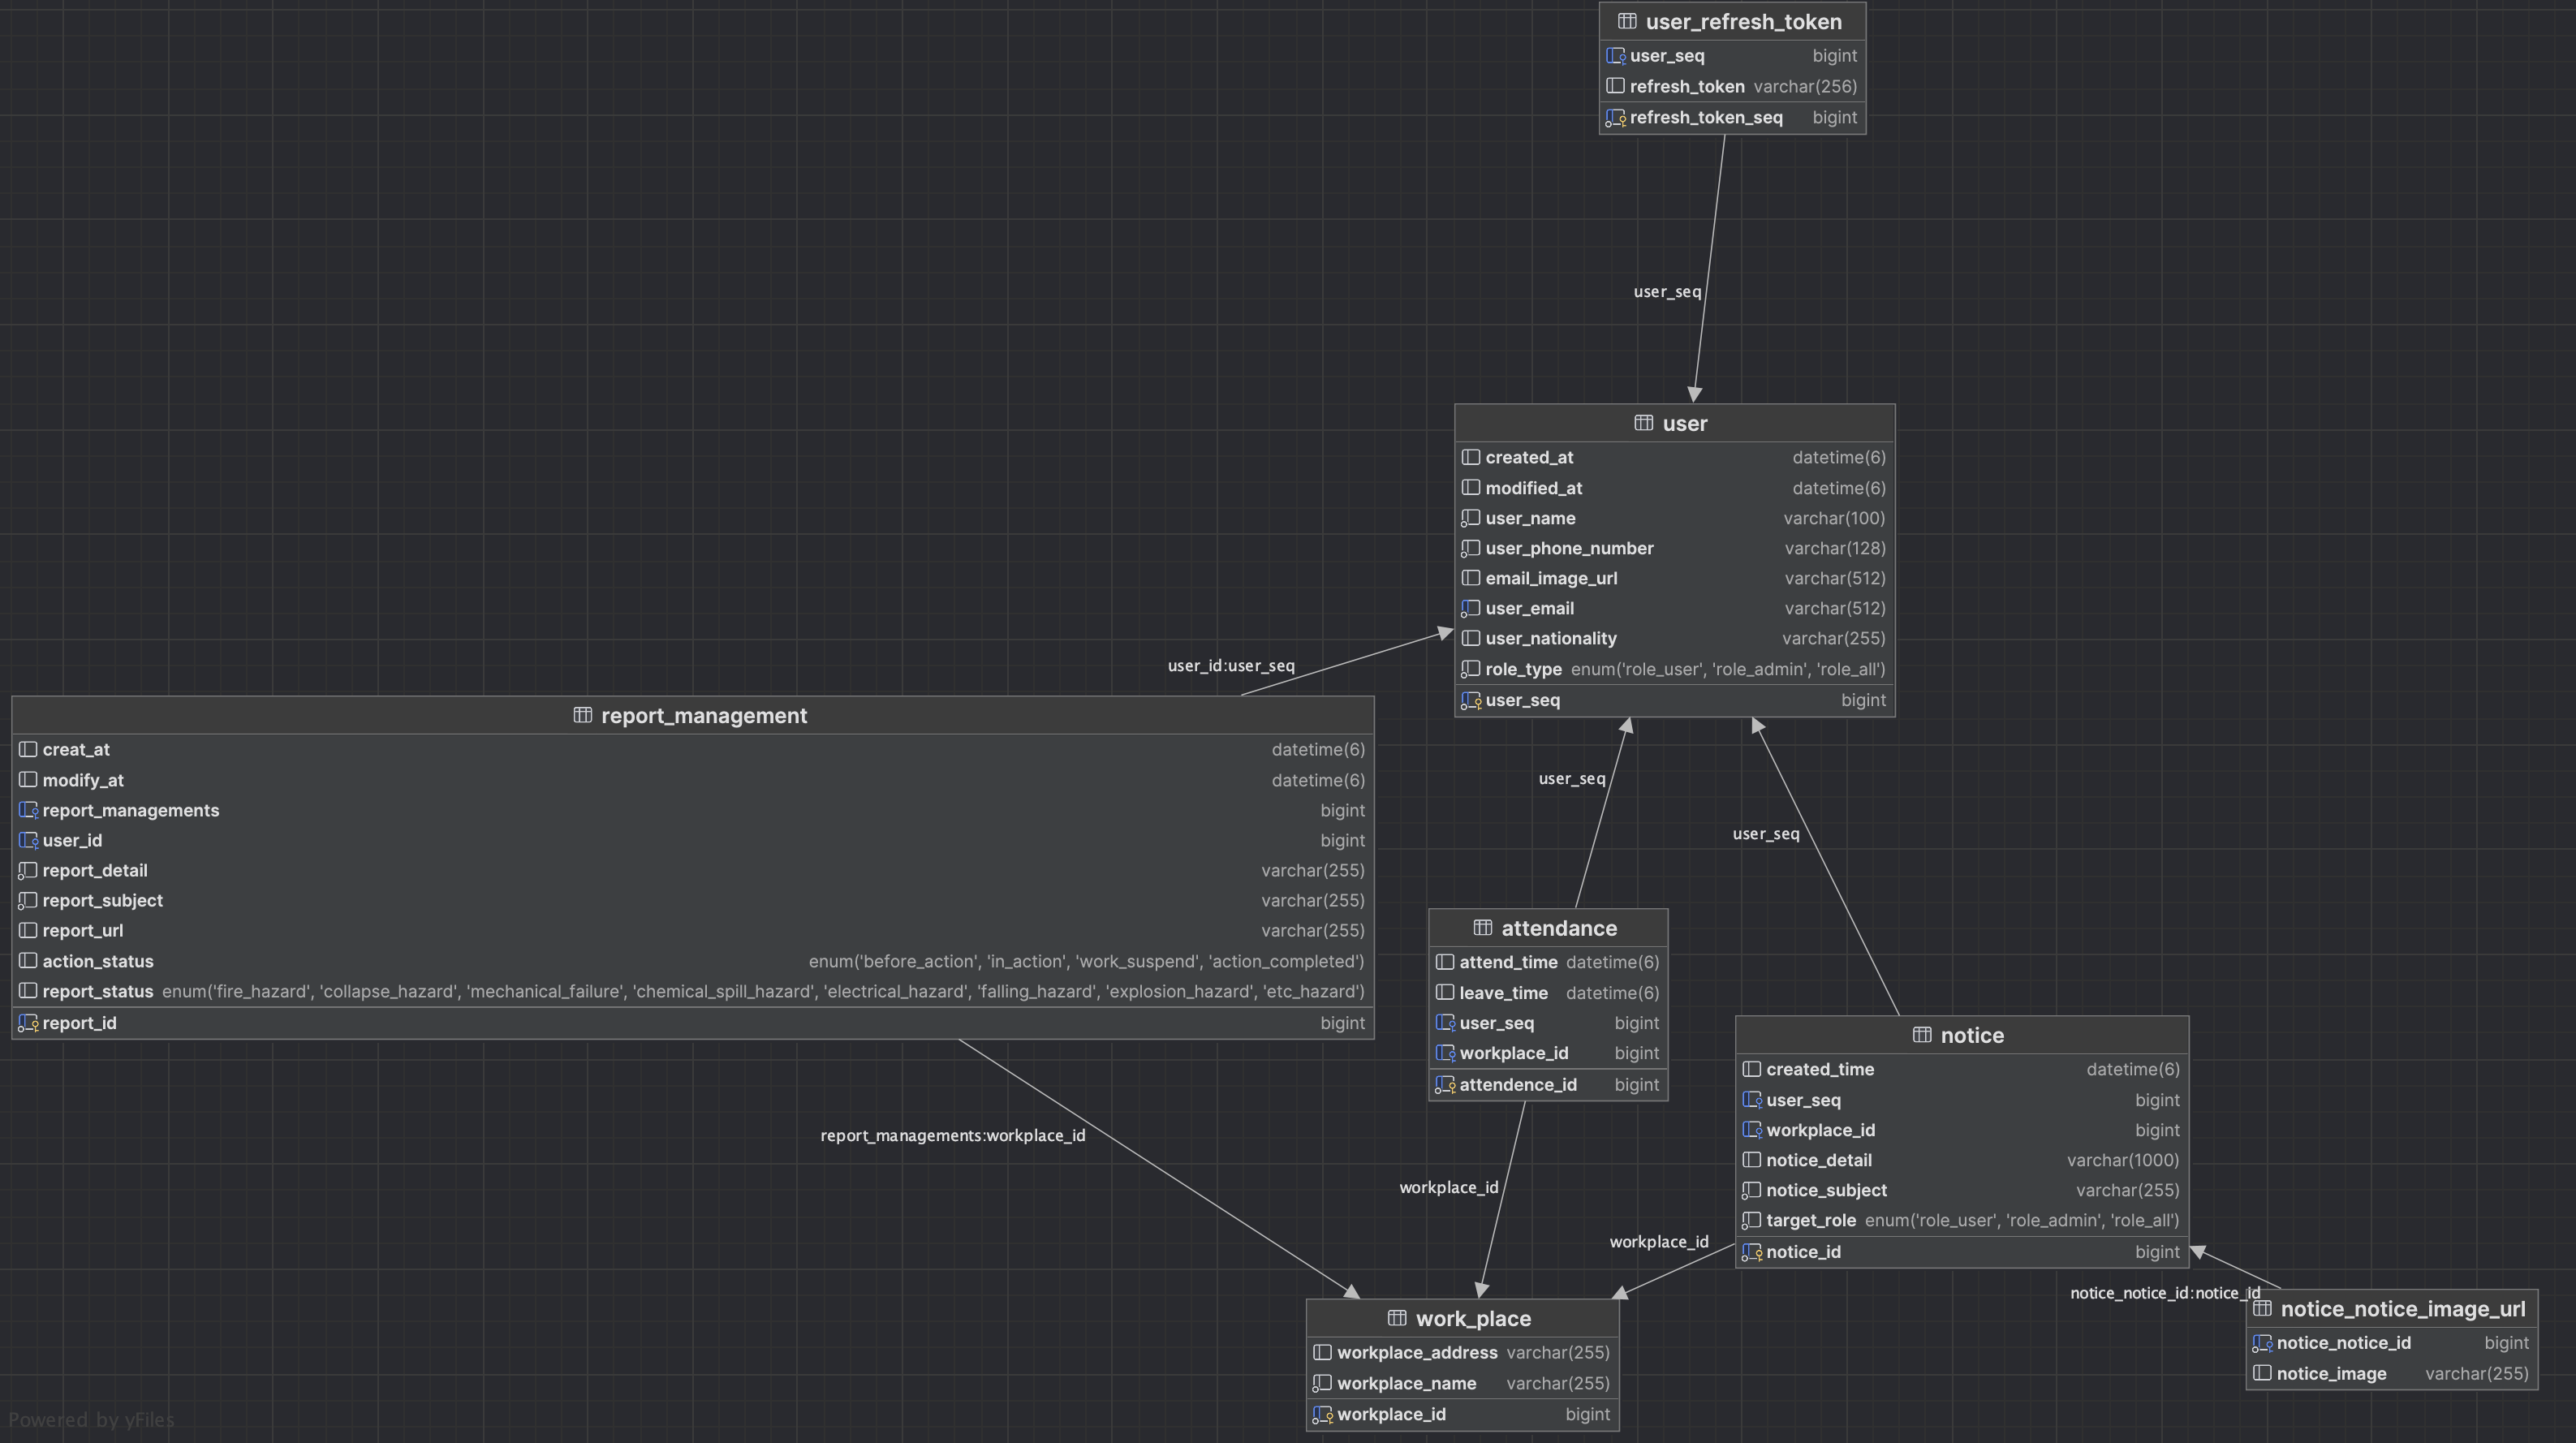 user_refresh_token
user_seq bigint
refresh_token varchar(256)
refresh_token_seq bigint
user_seq
user
created_at datetime(6)
modified_at datetime(6)
user_name varchar(100)
user_phone_number varchar(128)
email_image_url varchar(512)
user_email varchar(512)
user_nationality varchar(255)
role_type enum('role_user', 'role_admin', 'role_all')
user_seq bigint
user_id:user_seq
report_management
creat_at datetime(6)
modify_at datetime(6)
report_managements bigint
user_id bigint
report_detail varchar(255)
report_subject varchar(255)
report_url varchar(255)
action_status enum('before_action', 'in_action', 'work_suspend', 'action_completed')
report_status enum('fire_hazard', 'collapse_hazard', 'mechanical_failure', 'chemical_spill_hazard', 'electrical_hazard', 'falling_hazard', 'explosion_hazard', 'etc_hazard')
report_id bigint
user_seq
user_seq
attendance
attend_time datetime(6)
leave_time datetime(6)
user_seq bigint
workplace_id bigint
attendence_id bigint
notice
created_time datetime(6)
user_seq bigint
workplace_id bigint
notice_detail varchar(1000)
notice_subject varchar(255)
target_role enum('role_user', 'role_admin', 'role_all')
notice_id bigint
report_managements:workplace_id
workplace_id
workplace_id
notice_notice_id:notice_id
work_place
workplace_address varchar(255)
workplace_name varchar(255)
workplace_id bigint
notice_notice_image_url
notice_notice_id bigint
notice_image varchar(255)
Powered by yFiles